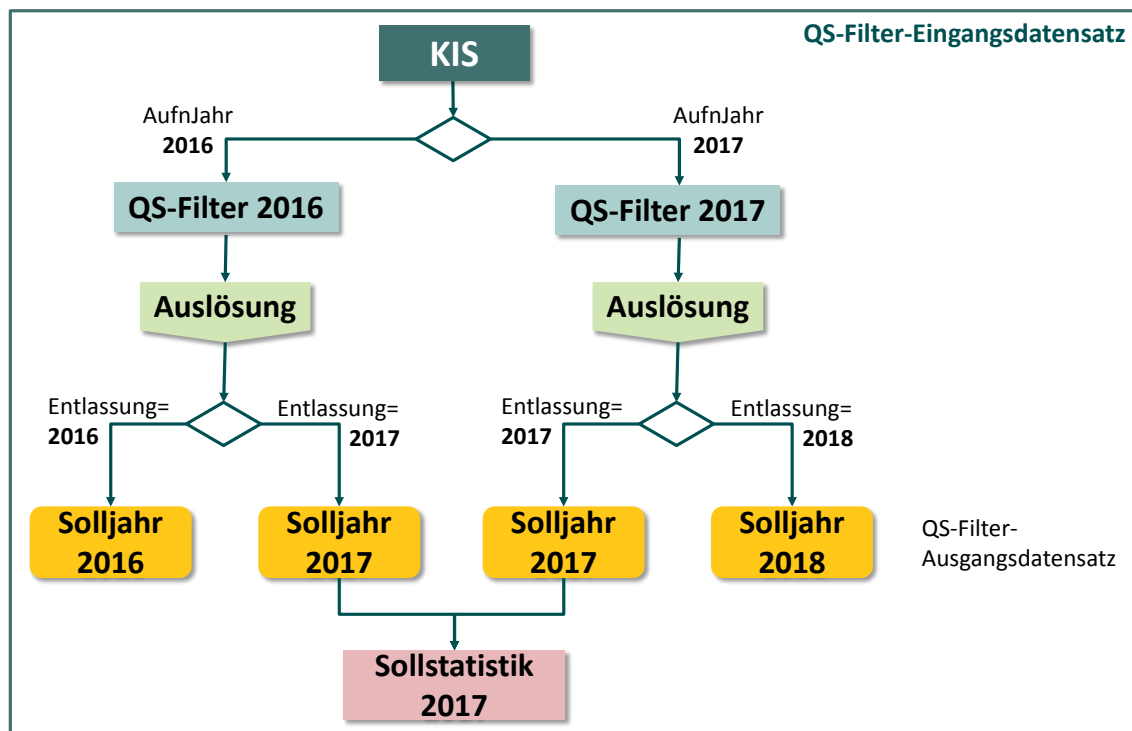 QS-Filter-Eingangsdatensatz
KIS
AufnJahr
2016
AufnJahr
2017
QS-Filter 2016
QS-Filter 2017
Auslösung
Auslösung
Entlassung=
2016
Entlassung=
2017
Entlassung=
2017
Entlassung=
2018
Solljahr
2016
Solljahr
2017
Solljahr
2017
Solljahr
2018
QS-Filter-
Ausgangsdatensatz
Sollstatistik
2017